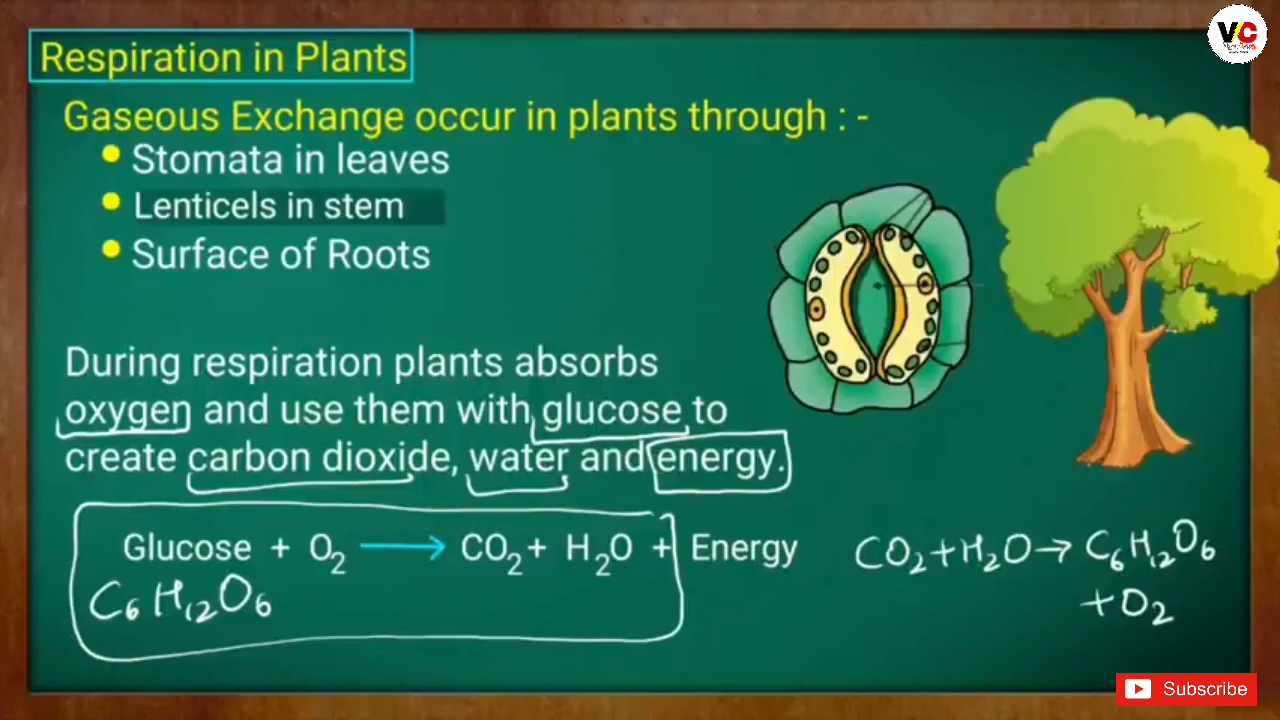 VC
Respiration in Plants
Gaseous Exchange occur in plants through : -
Stomata in leaves
Lenticels in stem
Surface of Roots
During respiration plants absorbs
oxygen and use them with glucose to
create carbon dioxide, water and energy.
Glucose + O₂ → CO₂ + H₂O + Energy
C₆H₁₂O₆
CO₂+H₂O→C₆H₁₂O₆
+O₂
Subscribe